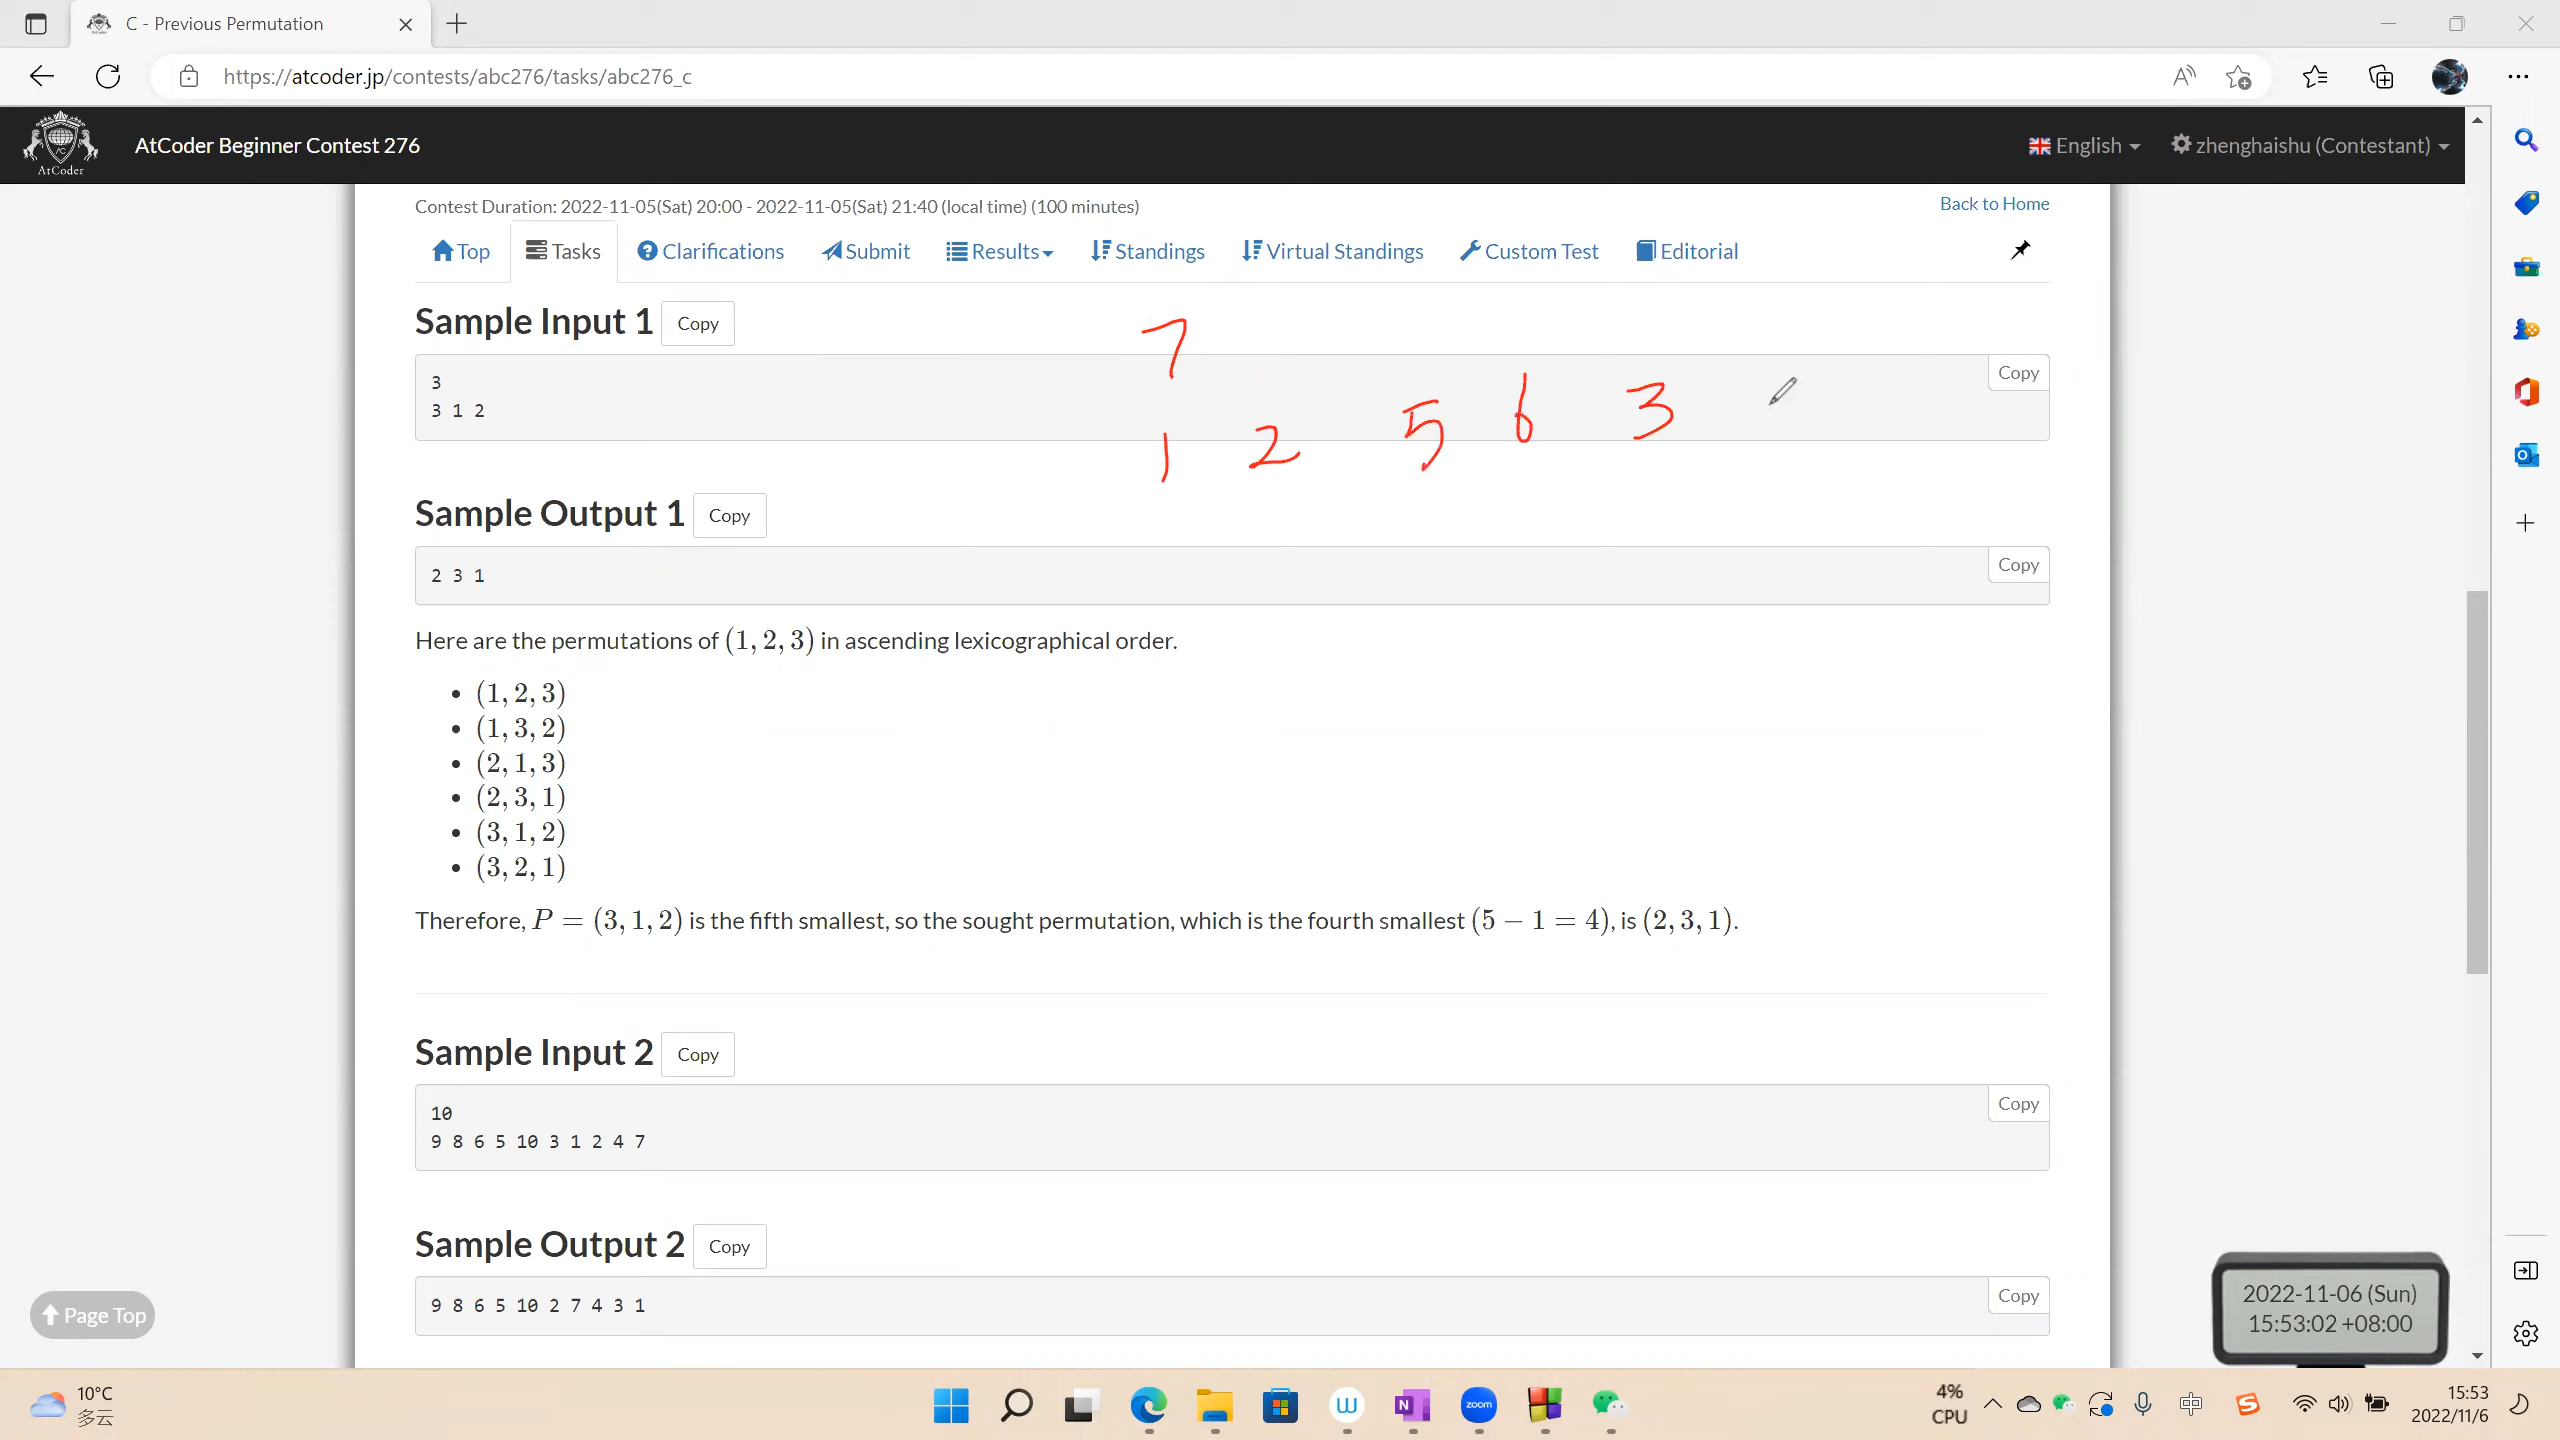 C - Previous Permutation
https://atcoder.jp/contests/abc276/tasks/abc276_c
AtCoder
AtCoder Beginner Contest 276
English
zhenghaishu (Contestant)
Contest Duration: 2022-11-05(Sat) 20:00 - 2022-11-05(Sat) 21:40 (local time) (100 minutes)
Back to Home
Top
Tasks
Clarifications
Submit
Results
Standings
Virtual Standings
Custom Test
Editorial
Sample Input 1
Copy
7
Copy
3
3 1 2
1 2 5 6 3
Sample Output 1
Copy
Copy
2 3 1
Here are the permutations of (1, 2, 3) in ascending lexicographical order.
• (1, 2, 3)
• (1, 3, 2)
• (2, 1, 3)
• (2, 3, 1)
• (3, 1, 2)
• (3, 2, 1)
Therefore, P = (3, 1, 2) is the fifth smallest, so the sought permutation, which is the fourth smallest (5 − 1 = 4), is (2, 3, 1).
Sample Input 2
Copy
Copy
10
9 8 6 5 10 3 1 2 4 7
Sample Output 2
Copy
Copy
9 8 6 5 10 2 7 4 3 1
Page Top
2022-11-06 (Sun)
15:53:02 +08:00
10°C
多云
zoom
4%
CPU
中
15:53
2022/11/6